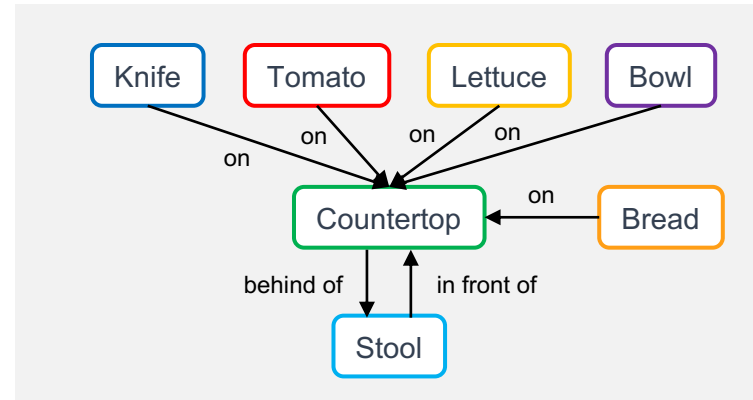 Knife
Tomato
Lettuce
Bowl
on
on
on
on
Countertop
on
Bread
behind of
in front of
Stool